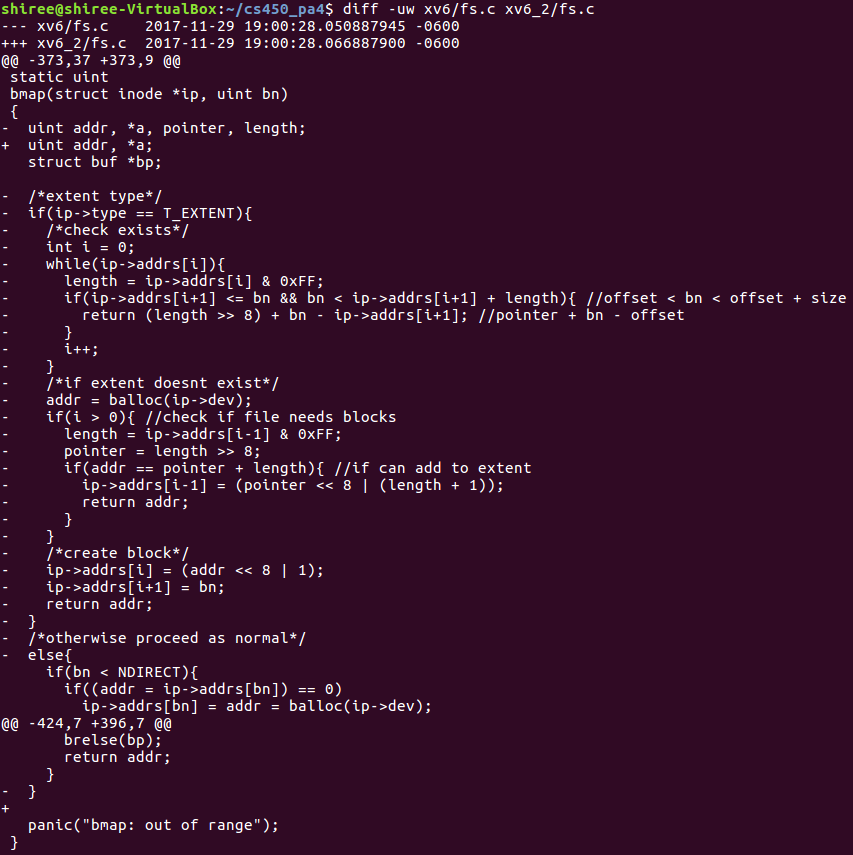 shiree@shiree-VirtualBox:~/cs450_pa4$ diff -uw xv6/fs.c xv6_2/fs.c
--- xv6/fs.c    2017-11-29 19:00:28.050887945 -0600
+++ xv6_2/fs.c  2017-11-29 19:00:28.066887900 -0600
@@ -373,37 +373,9 @@
 static uint
 bmap(struct inode *ip, uint bn)
 {
-  uint addr, *a, pointer, length;
+  uint addr, *a;
   struct buf *bp;

-  /*extent type*/
-  if(ip->type == T_EXTENT){
-    /*check exists*/
-    int i = 0;
-    while(ip->addrs[i]){
-      length = ip->addrs[i] & 0xFF;
-      if(ip->addrs[i+1] <= bn && bn < ip->addrs[i+1] + length){ //offset < bn < offset + size
-        return (length >> 8) + bn - ip->addrs[i+1]; //pointer + bn - offset
-      }
-      i++;
-    }
-    /*if extent doesnt exist*/
-    addr = balloc(ip->dev);
-    if(i > 0){ //check if file needs blocks
-      length = ip->addrs[i-1] & 0xFF;
-      pointer = length >> 8;
-      if(addr == pointer + length){ //if can add to extent
-        ip->addrs[i-1] = (pointer << 8 | (length + 1));
-        return addr;
-      }
-    }
-    /*create block*/
-    ip->addrs[i] = (addr << 8 | 1);
-    ip->addrs[i+1] = bn;
-    return addr;
-  }
-  /*otherwise proceed as normal*/
-  else{
     if(bn < NDIRECT){
       if((addr = ip->addrs[bn]) == 0)
         ip->addrs[bn] = addr = balloc(ip->dev);
@@ -424,7 +396,7 @@
       brelse(bp);
       return addr;
     }
-  }
+
   panic("bmap: out of range");
 }